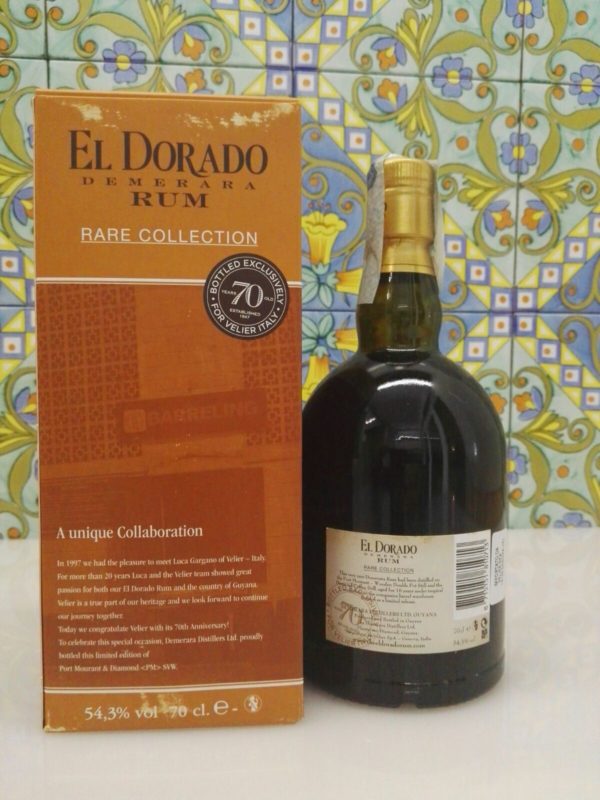 EL DORADO
DEMERARA
RUM
RARE COLLECTION
BOTTLED EXCLUSIVELY
YEARS 70 OLD
ESTABLISHED
1947
FOR VELIER ITALY
BARRELING
A unique Collaboration
In 1997 we had the pleasure to meet Luca Gargano of Velier – Italy.
For more than 20 years Luca and the Velier team showed great
passion for both our El Dorado Rum and the country of Guyana.
Velier is a true part of our heritage and we look forward to continue
our journey together.
Today we congratulate Velier with its 70th Anniversary!
To celebrate this special occasion, Demerara Distillers Ltd. proudly
bottled this limited edition of
Port Mourant & Diamond <PM> SVW.
54,3% vol 70 cl. e -
EL DORADO
DEMERARA
RUM
RARE COLLECTION
70
70cl
54,3%